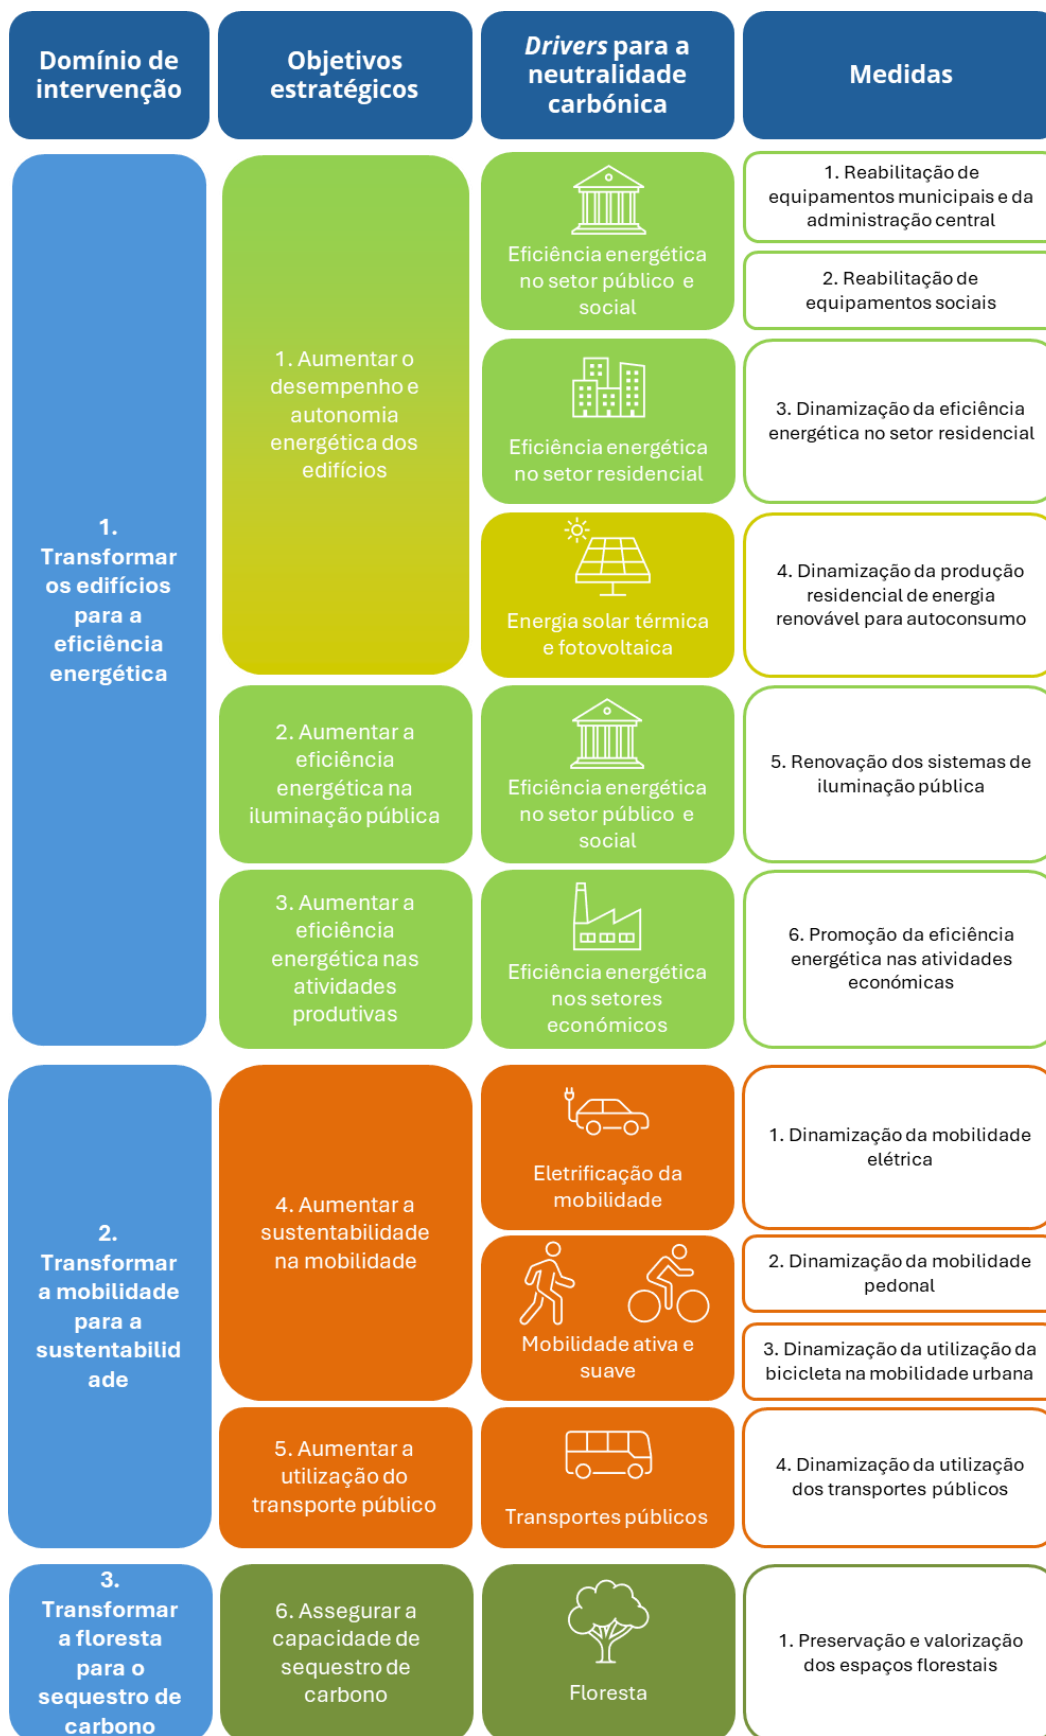 Domínio de
intervenção
Objetivos
estratégicos
Drivers para a
neutralidade
carbónica
Medidas
1.
Transformar
os edifícios
para a
eficiência
energética
1. Aumentar o
desempenho e
autonomia
energética dos
edifícios
Eficiência energética
no setor público e
social
1. Reabilitação de
equipamentos municipais e da
administração central
2. Reabilitação de
equipamentos sociais
Eficiência energética
no setor residencial
3. Dinamização da eficiência
energética no setor residencial
Energia solar térmica
e fotovoltaica
4. Dinamização da produção
residencial de energia
renovável para autoconsumo
2. Aumentar a
eficiência
energética na
iluminação pública
Eficiência energética
no setor público e
social
5. Renovação dos sistemas de
iluminação pública
3. Aumentar a
eficiência
energética nas
atividades
produtivas
Eficiência energética
nos setores
económicos
6. Promoção da eficiência
energética nas atividades
económicas
2.
Transformar
a mobilidade
para a
sustentabilid
ade
4. Aumentar a
sustentabilidade
na mobilidade
Eletrificação da
mobilidade
1. Dinamização da mobilidade
elétrica
Mobilidade ativa e
suave
2. Dinamização da mobilidade
pedonal
3. Dinamização da utilização da
bicicleta na mobilidade urbana
5. Aumentar a
utilização do
transporte público
Transportes públicos
4. Dinamização da utilização
dos transportes públicos
3.
Transformar
a floresta
para o
sequestro de
carbono
6. Assegurar a
capacidade de
sequestro de
carbono
Floresta
1. Preservação e valorização
dos espaços florestais